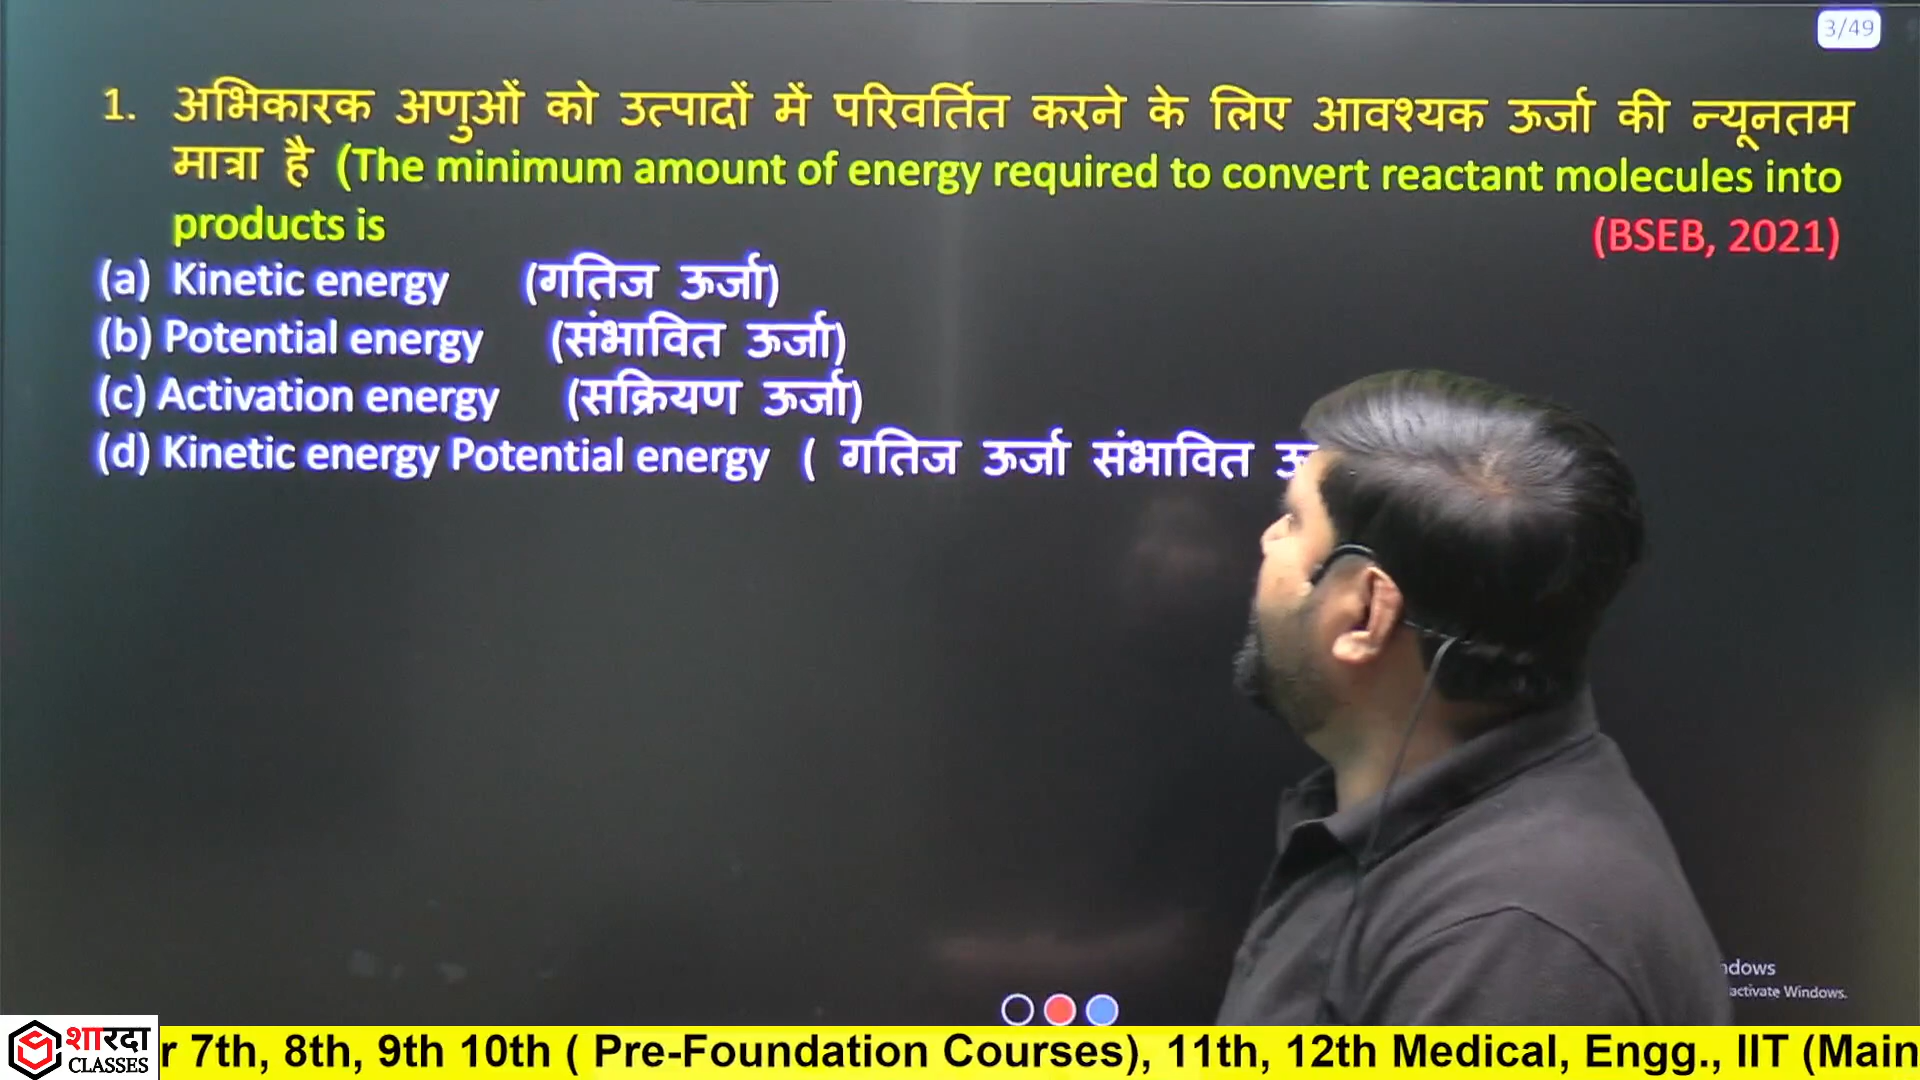 3/49
1. अभिकारक अणुओं को उत्पादों में परिवर्तित करने के लिए आवश्यक ऊर्जा की न्यूनतम
मात्रा है (The minimum amount of energy required to convert reactant molecules into
products is (BSEB, 2021)
(a) Kinetic energy (गतिज ऊर्जा)
(b) Potential energy (संभावित ऊर्जा)
(c) Activation energy (सक्रियण ऊर्जा)
(d) Kinetic energy Potential energy ( गतिज ऊर्जा संभावित
activate Windows.
शारदा
CLASSES
r 7th, 8th, 9th 10th ( Pre-Foundation Courses), 11th, 12th Medical, Engg., IIT (Main